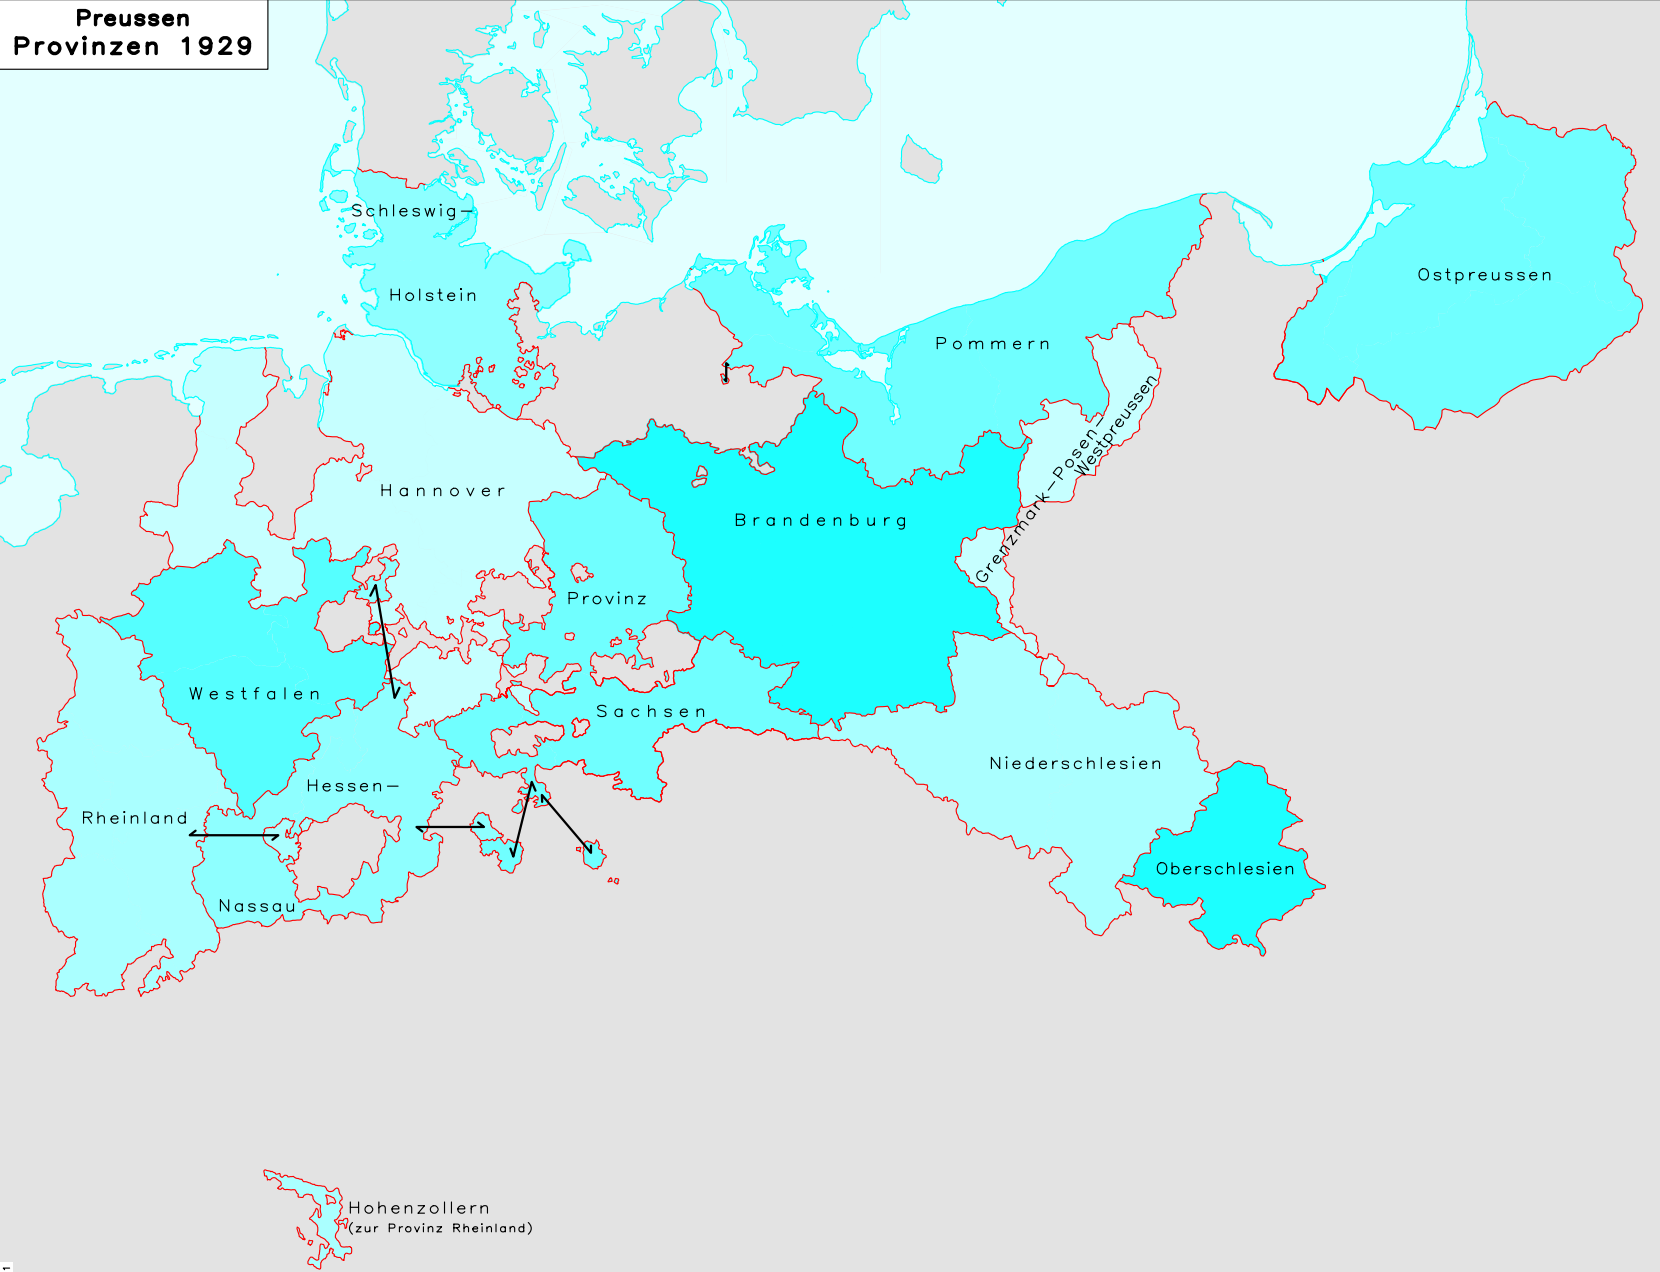 Preussen
Provinzen 1929
Schleswig-
Holstein
Ostpreussen
Pommern
Grenzmark-Posen-
Westpreussen
Hannover
Brandenburg
Provinz
Sachsen
Westfalen
Niederschlesien
Hessen-
Nassau
Rheinland
Oberschlesien
Hohenzollern
(zur Provinz Rheinland)